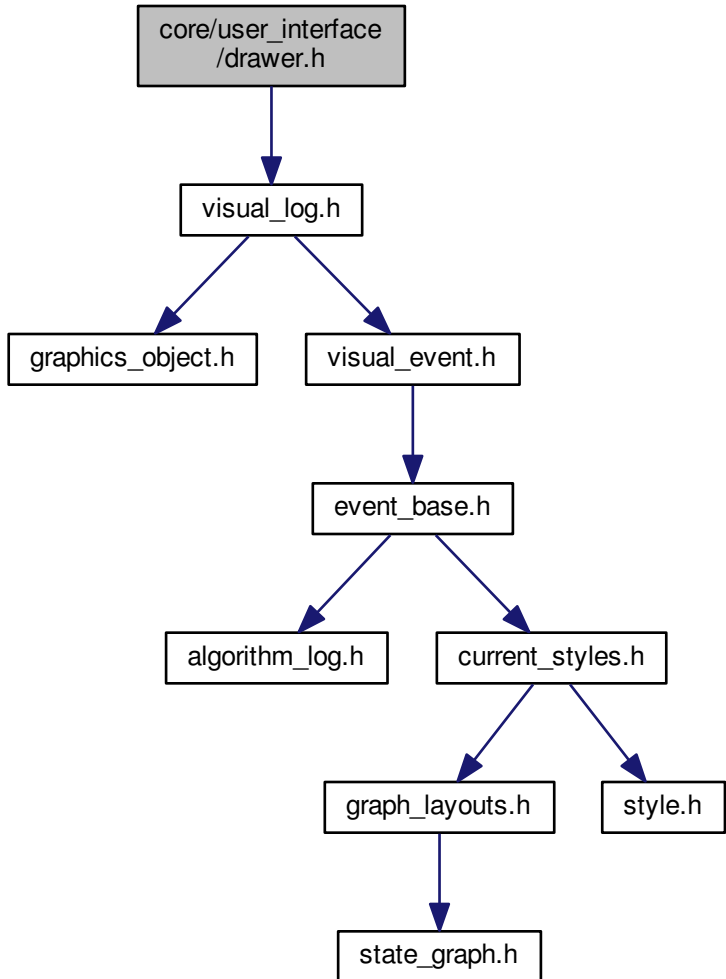 core/user_interface
/drawer.h
visual_log.h
graphics_object.h
visual_event.h
event_base.h
algorithm_log.h
current_styles.h
graph_layouts.h
style.h
state_graph.h